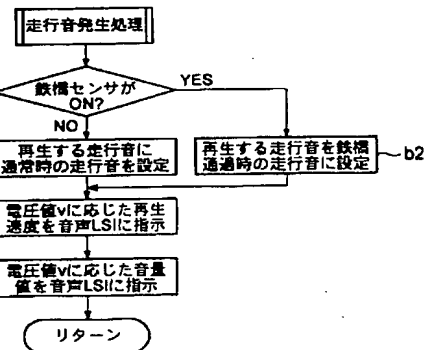 走行音発生処理
鉄橋センサが
ON?
YES
NO
再生する走行音に
通常時の走行音を設定
再生する走行音を鉄橋
通過時の走行音に設定
b2
電圧値vに応じた再生
速度を音声LSIに指示
電圧値vに応じた音量
値を音声LSIに指示
リターン